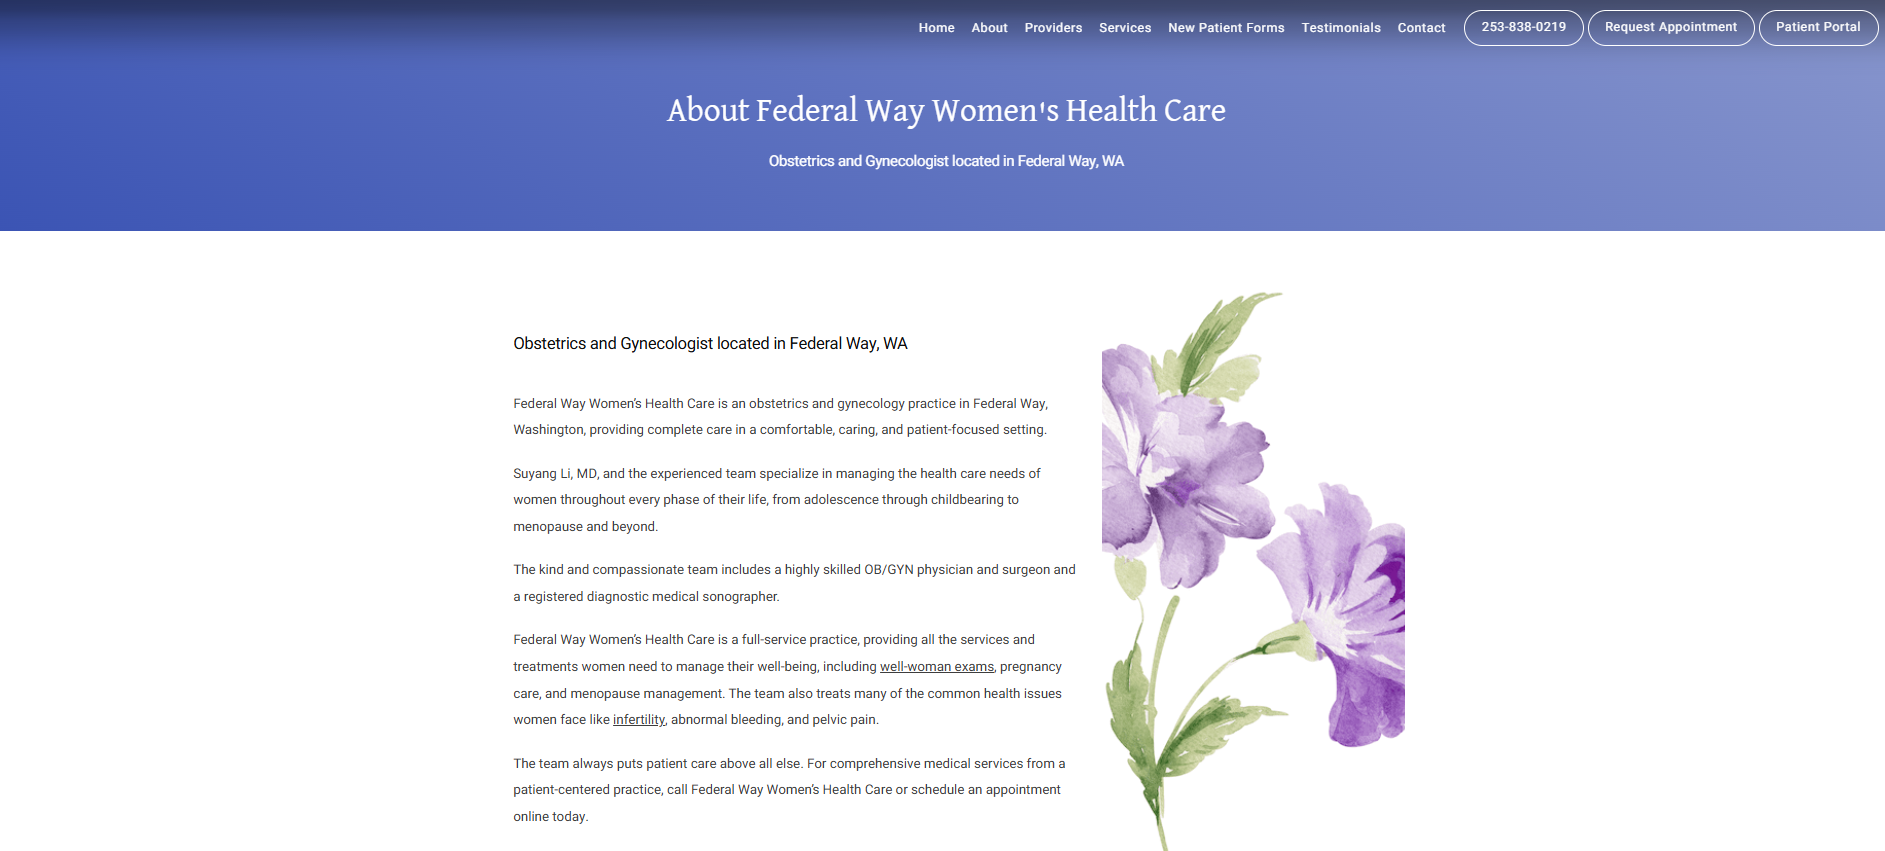 Home About Providers Services New Patient Forms Testimonials Contact 253-838-0219 Request Appointment Patient Portal
About Federal Way Women's Health Care
Obstetrics and Gynecologist located in Federal Way, WA
Obstetrics and Gynecologist located in Federal Way, WA
Federal Way Women's Health Care is an obstetrics and gynecology practice in Federal Way,
Washington, providing complete care in a comfortable, caring, and patient-focused setting.
Suyang Li, MD, and the experienced team specialize in managing the health care needs of
women throughout every phase of their life, from adolescence through childbearing to
menopause and beyond.
The kind and compassionate team includes a highly skilled OB/GYN physician and surgeon and
a registered diagnostic medical sonographer.
Federal Way Women's Health Care is a full-service practice, providing all the services and
treatments women need to manage their well-being, including well-woman exams, pregnancy
care, and menopause management. The team also treats many of the common health issues
women face like infertility, abnormal bleeding, and pelvic pain.
The team always puts patient care above all else. For comprehensive medical services from a
patient-centered practice, call Federal Way Women's Health Care or schedule an appointment
online today.